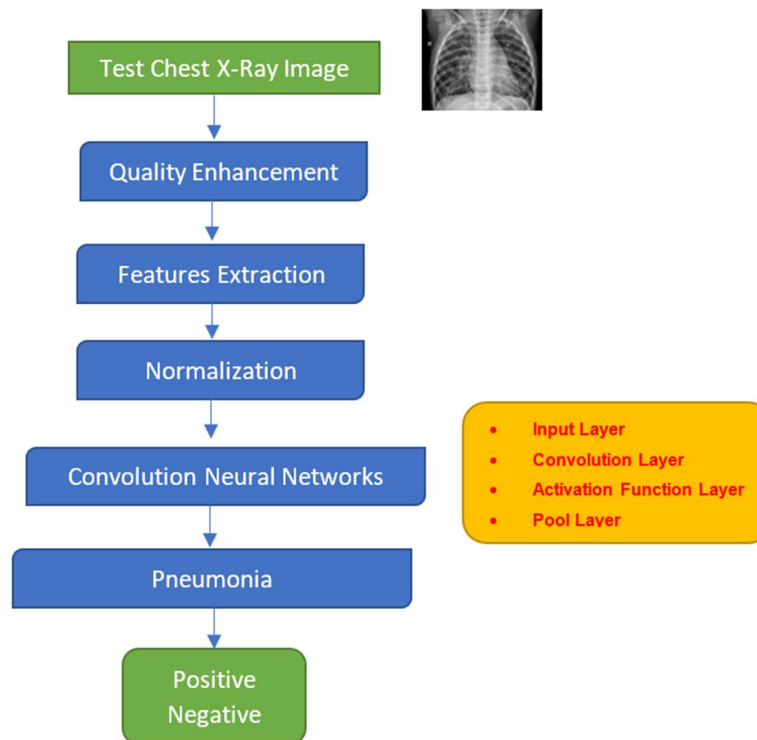 Test Chest X-Ray Image
Quality Enhancement
Features Extraction
Normalization
Convolution Neural Networks
• Input Layer
• Convolution Layer
• Activation Function Layer
• Pool Layer
Pneumonia
Positive
Negative